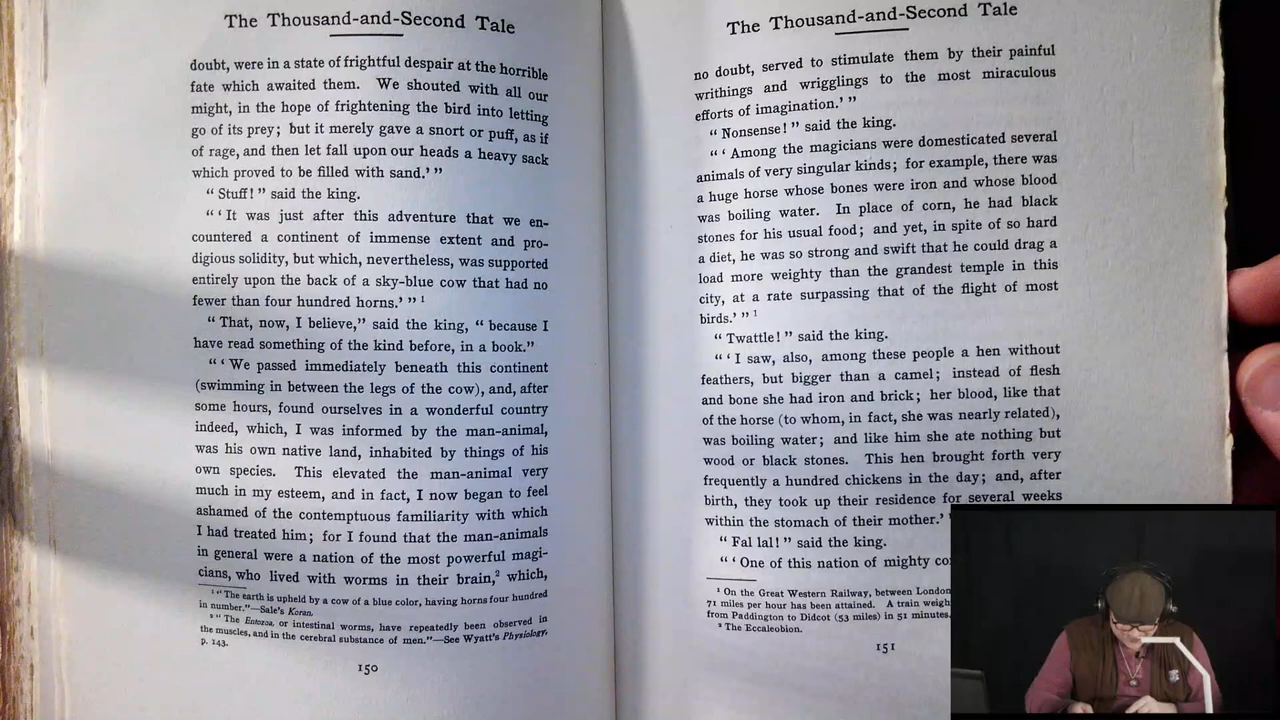 The Thousand-and-Second Tale
doubt, were in a state of frightful despair at the horrible
fate which awaited them. We shouted with all our
might, in the hope of frightening the bird into letting
go of its prey; but it merely gave a snort or puff, as if
of rage, and then let fall upon our heads a heavy sack
which proved to be filled with sand.' "
" Stuff! " said the king.
" ' It was just after this adventure that we en-
countered a continent of immense extent and pro-
digious solidity, but which, nevertheless, was supported
entirely upon the back of a sky-blue cow that had no
fewer than four hundred horns.' " 1
" That, now, I believe," said the king, " because I
have read something of the kind before, in a book."
" ' We passed immediately beneath this continent
(swimming in between the legs of the cow), and, after
some hours, found ourselves in a wonderful country
indeed, which, I was informed by the man-animal,
was his own native land, inhabited by things of his
own species. This elevated the man-animal very
much in my esteem, and in fact, I now began to feel
ashamed of the contemptuous familiarity with which
I had treated him; for I found that the man-animals
in general were a nation of the most powerful magi-
cians, who lived with worms in their brain,2 which,
1 " The earth is upheld by a cow of a blue color, having horns four hundred
in number."—Sale's Koran.
2 " The Entozoa, or intestinal worms, have repeatedly been observed in
the muscles, and in the cerebral substance of men."—See Wyatt's Physiology,
p. 143.
150
The Thousand-and-Second Tale
no doubt, served to stimulate them by their painful
writhings and wrigglings to the most miraculous
efforts of imagination.' "
" Nonsense! " said the king.
" ' Among the magicians were domesticated several
animals of very singular kinds; for example, there was
a huge horse whose bones were iron and whose blood
was boiling water. In place of corn, he had black
stones for his usual food; and yet, in spite of so hard
a diet, he was so strong and swift that he could drag a
load more weighty than the grandest temple in this
city, at a rate surpassing that of the flight of most
birds.' " 1
" Twattle! " said the king.
" ' I saw, also, among these people a hen without
feathers, but bigger than a camel; instead of flesh
and bone she had iron and brick; her blood, like that
of the horse (to whom, in fact, she was nearly related),
was boiling water; and like him she ate nothing but
wood or black stones. This hen brought forth very
frequently a hundred chickens in the day; and, after
birth, they took up their residence for several weeks
within the stomach of their mother.'
" Fal lal! " said the king.
" ' One of this nation of mighty
1 On the Great Western Railway, between London
71 miles per hour has been attained. A train
from Paddington to Didcot (53 miles) in 51 minutes.
2 The Eccaleobion.
151